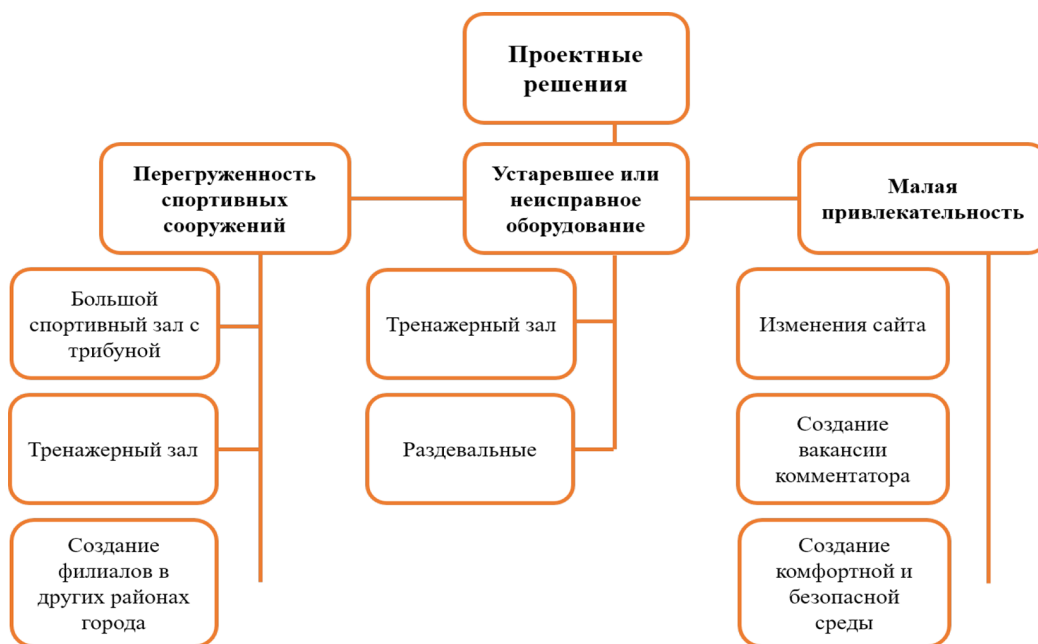 Проектные
решения
Перегруженность
спортивных
сооружений
Устаревшее или
неисправное
оборудование
Малая
привлекательность
Большой
спортивный зал с
трибуной
Тренажерный зал
Создание
филиалов в
других районах
города
Тренажерный зал
Раздевальные
Изменения сайта
Создание
вакансии
комментатора
Создание
комфортной и
безопасной
среды